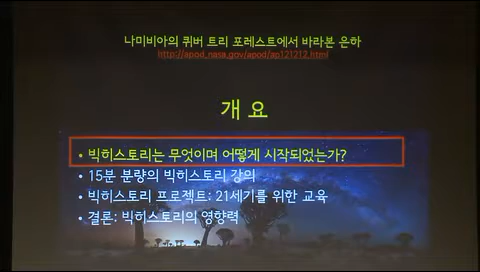 나미비아의 퀴버 트리 포레스트에서 바라본 은하
http://apod.nasa.gov/apod/ap121212.html
개 요
• 빅히스토리는 무엇이며 어떻게 시작되었는가?
• 15분 분량의 빅히스토리 강의
• 빅히스토리 프로젝트: 21세기를 위한 교육
• 결론: 빅히스토리의 영향력